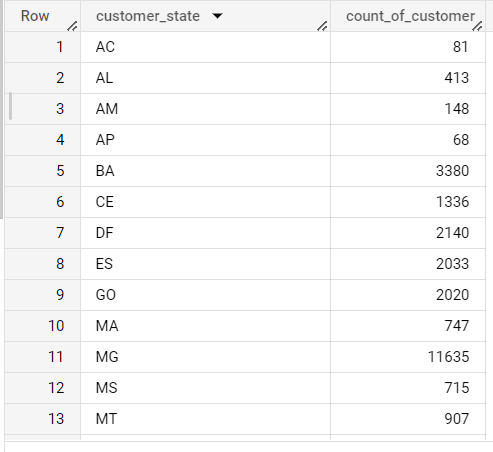 Row customer_state count_of_customer
1 AC 81
2 AL 413
3 AM 148
4 AP 68
5 BA 3380
6 CE 1336
7 DF 2140
8 ES 2033
9 GO 2020
10 MA 747
11 MG 11635
12 MS 715
13 MT 907